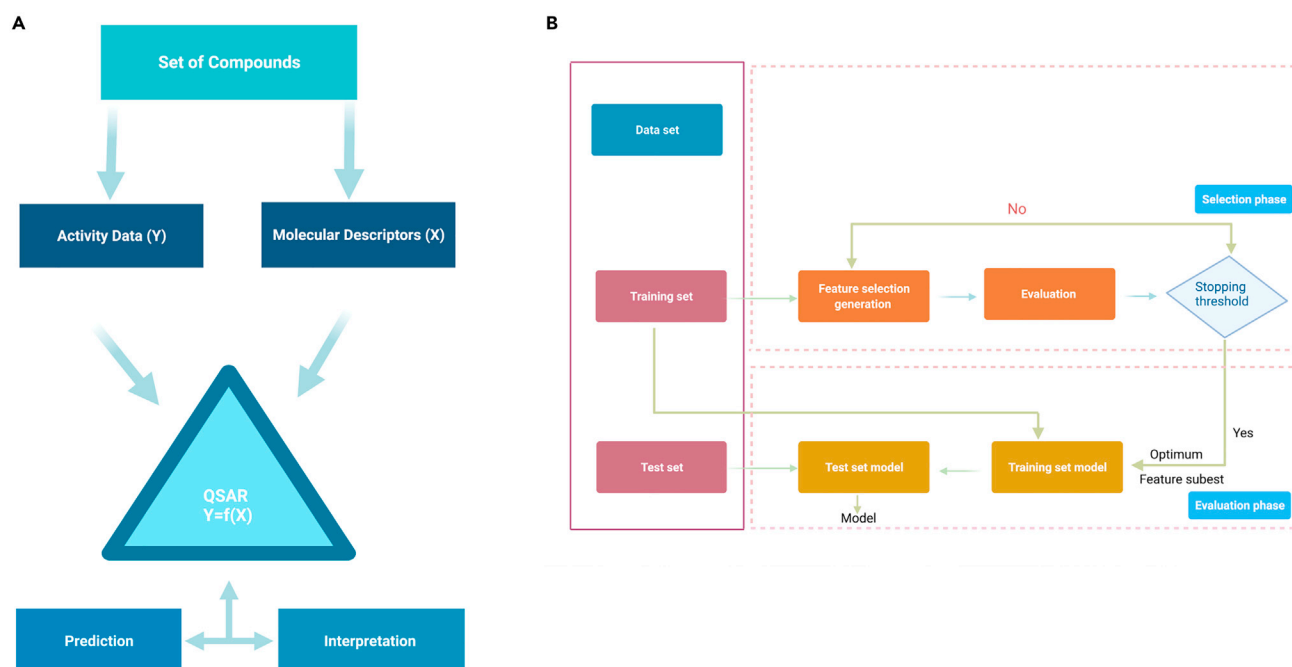 A
Set of Compounds
Activity Data (Y)
Molecular Descriptors (X)
QSAR
Y=f(X)
Prediction
Interpretation
B
Data set
Selection phase
No
Training set
Feature selection
generation
Evaluation
Stopping
threshold
Yes
Test set
Test set model
Training set model
Optimum
Feature subest
Evaluation phase
Model